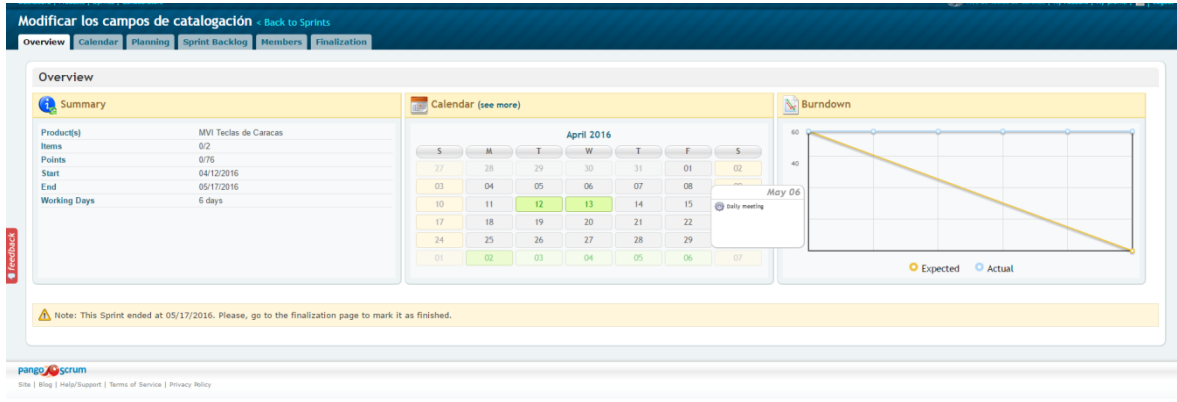 Modificar los campos de catalogación < Back to Sprints
Overview Calendar Planning Sprint Backlog Members Finalization
Overview
Summary
Product(s) MVI Teclas de Caracas
Items 0/2
Points 0/76
Start 04/12/2016
End 05/17/2016
Working Days 6 days
Calendar (see more)
April 2016
S M T W T F S
27 28 29 30 31 01 02
03 04 05 06 07 08
10 11 12 13 14 15
17 18 19 20 21 22
24 25 26 27 28 29
01 02 03 04 05 06 07
May 06
Daily meeting
Burndown
60
40
Expected Actual
Note: This Sprint ended at 05/17/2016. Please, go to the finalization page to mark it as finished.
feedback
pango scrum
Site | Blog | Help/Support | Terms of Service | Privacy Policy